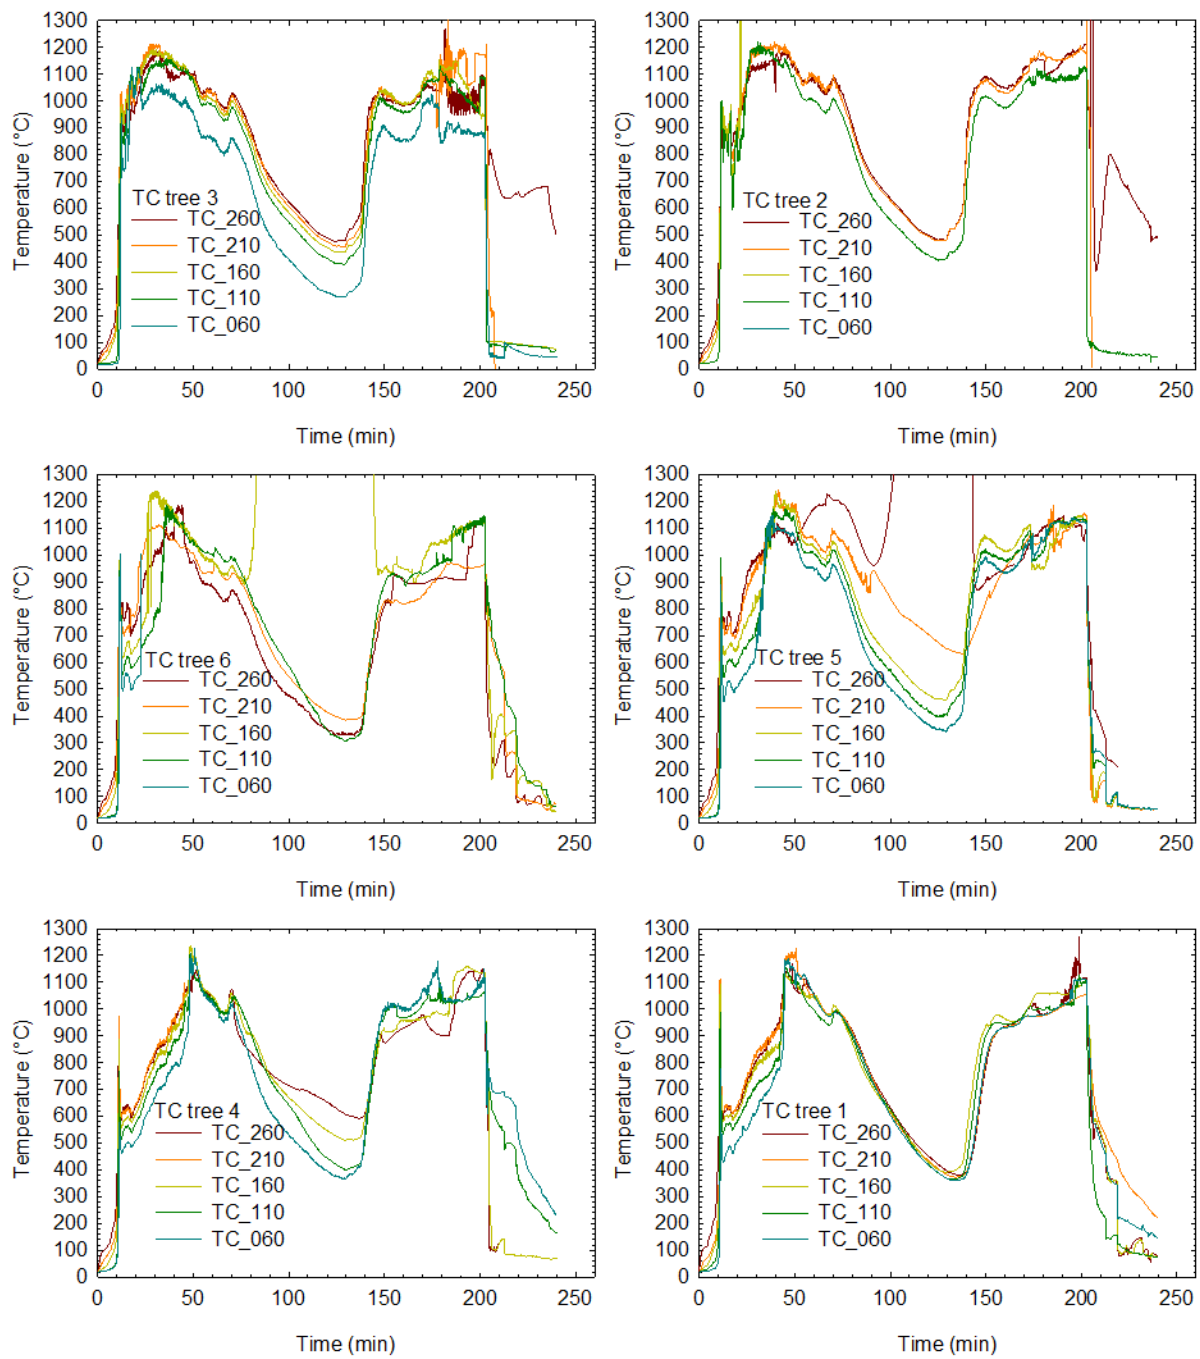 1300
1200
1100
1000
900
800
700
600
500
400
300
200
100
0
Temperature (°C)
TC tree 3
TC_260
TC_210
TC_160
TC_110
TC_060
0 50 100 150 200 250
Time (min)
1300
1200
1100
1000
900
800
700
600
500
400
300
200
100
0
Temperature (°C)
TC tree 2
TC_260
TC_210
TC_160
TC_110
TC_060
0 50 100 150 200 250
Time (min)
1300
1200
1100
1000
900
800
700
600
500
400
300
200
100
0
Temperature (°C)
TC tree 6
TC_260
TC_210
TC_160
TC_110
TC_060
0 50 100 150 200 250
Time (min)
1300
1200
1100
1000
900
800
700
600
500
400
300
200
100
0
Temperature (°C)
TC tree 5
TC_260
TC_210
TC_160
TC_110
TC_060
0 50 100 150 200 250
Time (min)
1300
1200
1100
1000
900
800
700
600
500
400
300
200
100
0
Temperature (°C)
TC tree 4
TC_260
TC_210
TC_160
TC_110
TC_060
0 50 100 150 200 250
Time (min)
1300
1200
1100
1000
900
800
700
600
500
400
300
200
100
0
Temperature (°C)
TC tree 1
TC_260
TC_210
TC_160
TC_110
TC_060
0 50 100 150 200 250
Time (min)